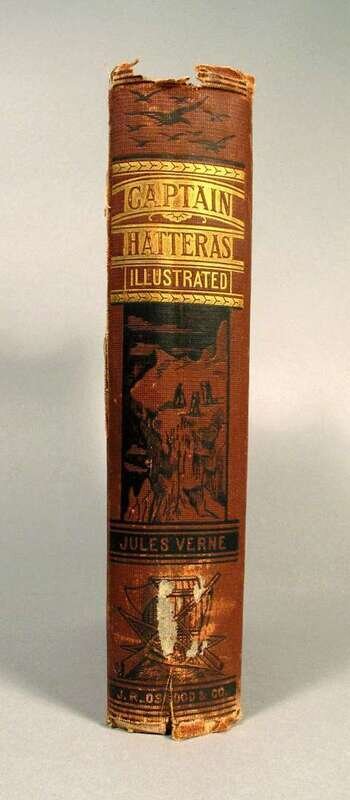 CAPTAIN
HATTERAS
ILLUSTRATED
JULES VERNE
J. R. OSGOOD & CO.